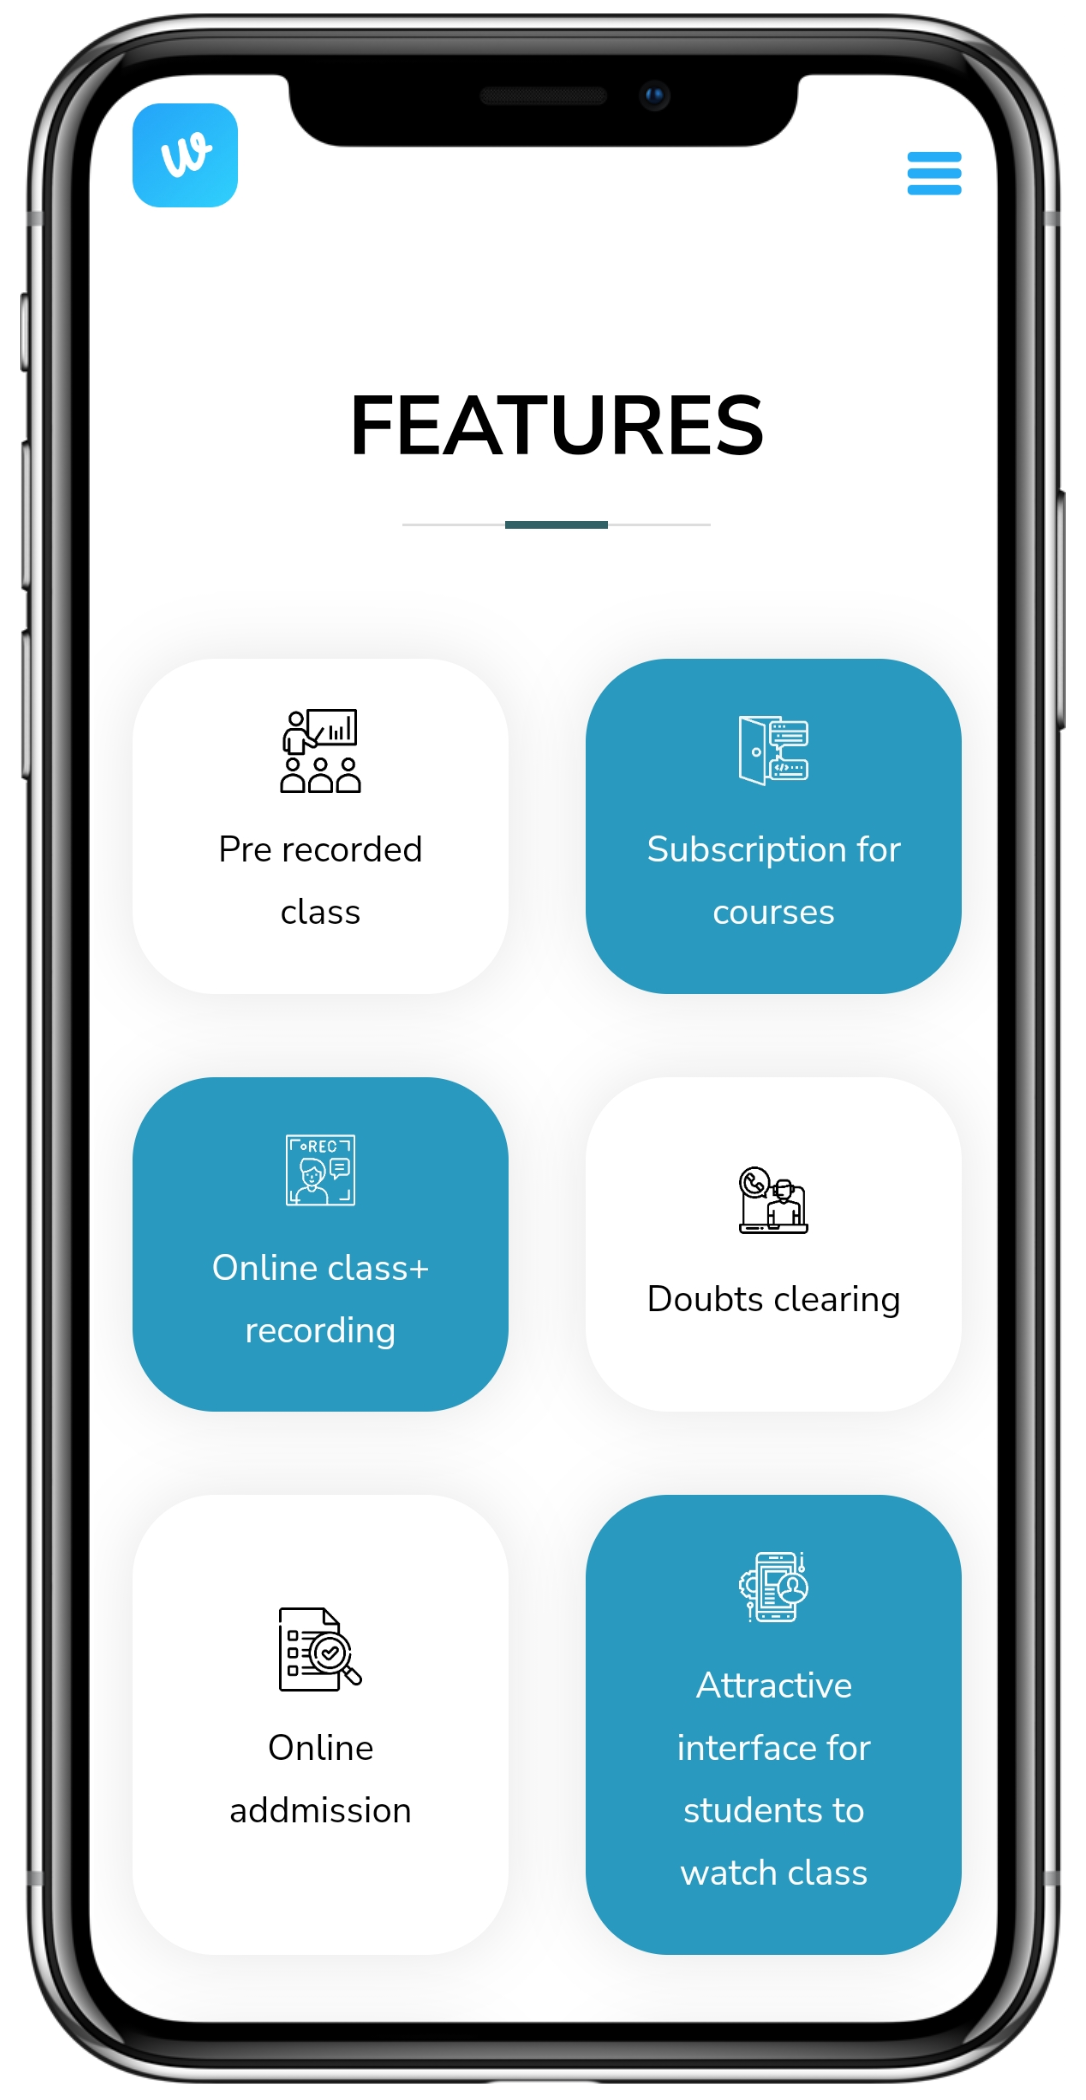 w
FEATURES
Pre recorded
class
Subscription for
courses
REC
Online class+
recording
Doubts clearing
Online
addmission
Attractive
interface for
students to
watch class